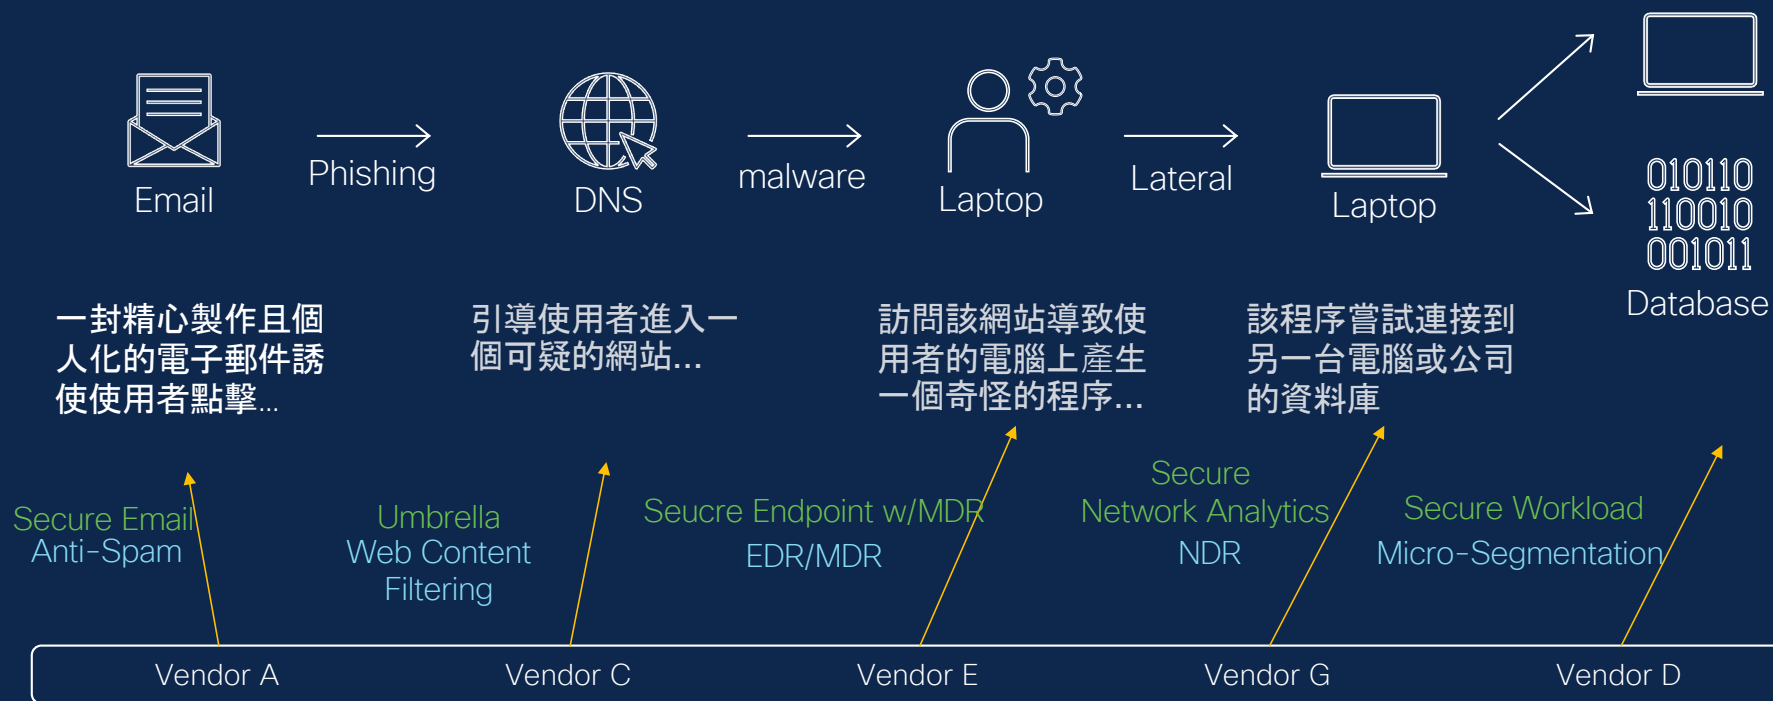 Email
Phishing
DNS
malware
Laptop
Lateral
Laptop
010110
110010
001011
Database
一封精心製作且個
人化的電子郵件誘
使使用者點擊...
引導使用者進入一
個可疑的網站...
訪問該網站導致使
用者的電腦上產生
一個奇怪的程序...
該程序嘗試連接到
另一台電腦或公司
的資料庫
Secure Email
Anti-Spam
Umbrella
Web Content
Filtering
Seucre Endpoint w/MDR
EDR/MDR
Secure
Network Analytics
NDR
Secure Workload
Micro-Segmentation
Vendor A
Vendor C
Vendor E
Vendor G
Vendor D